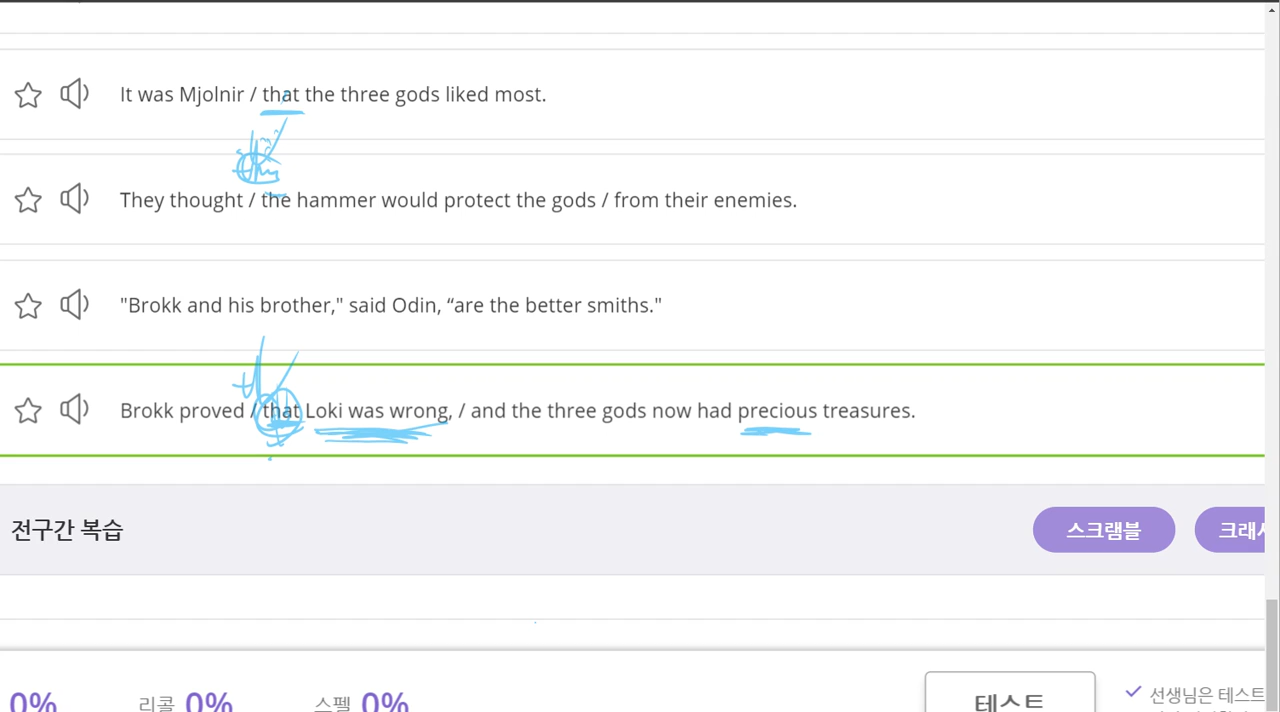 It was Mjolnir / that the three gods liked most.
They thought / the hammer would protect the gods / from their enemies.
"Brokk and his brother," said Odin, “are the better smiths."
Brokk proved / that Loki was wrong, / and the three gods now had precious treasures.
전구간 복습 스크램블 크래시
0% 리콜 0% 스펠 0% 테스트 선생님은 테스트